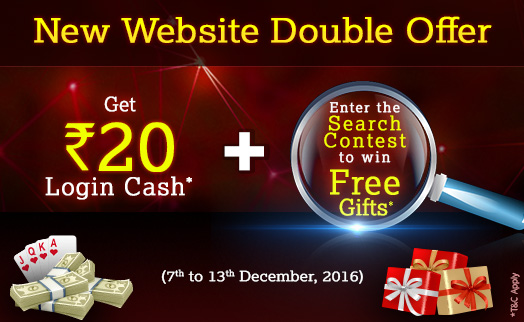 New Website Double Offer
Get
₹20
Login Cash*
+
Enter the
Search
Contest
to win
Free
Gifts*
J Q K A
(7th to 13th December, 2016)
*T&C Apply